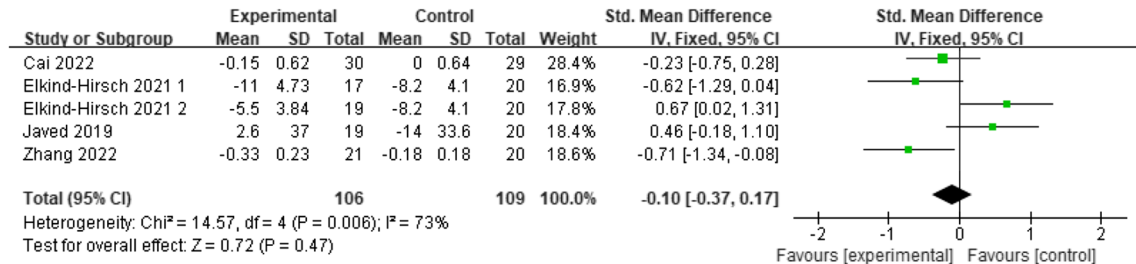 Experimental Control Std. Mean Difference Std. Mean Difference
Study or Subgroup Mean SD Total Mean SD Total Weight IV, Fixed, 95% CI IV, Fixed, 95% CI
Cai 2022 -0.15 0.62 30 0 0.64 29 28.4% -0.23 [-0.75, 0.28]
Elkind-Hirsch 2021 1 -11 4.73 17 -8.2 4.1 20 16.9% -0.62 [-1.29, 0.04]
Elkind-Hirsch 2021 2 -5.5 3.84 19 -8.2 4.1 20 17.8% 0.67 [0.02, 1.31]
Javed 2019 2.6 37 19 -14 33.6 20 18.4% 0.46 [-0.18, 1.10]
Zhang 2022 -0.33 0.23 21 -0.18 0.18 20 18.6% -0.71 [-1.34, -0.08]
Total (95% CI) 106 109 100.0% -0.10 [-0.37, 0.17]
Heterogeneity: Chi² = 14.57, df = 4 (P = 0.006); I² = 73%
Test for overall effect: Z = 0.72 (P = 0.47)
-2 -1 0 1 2
Favours [experimental] Favours [control]